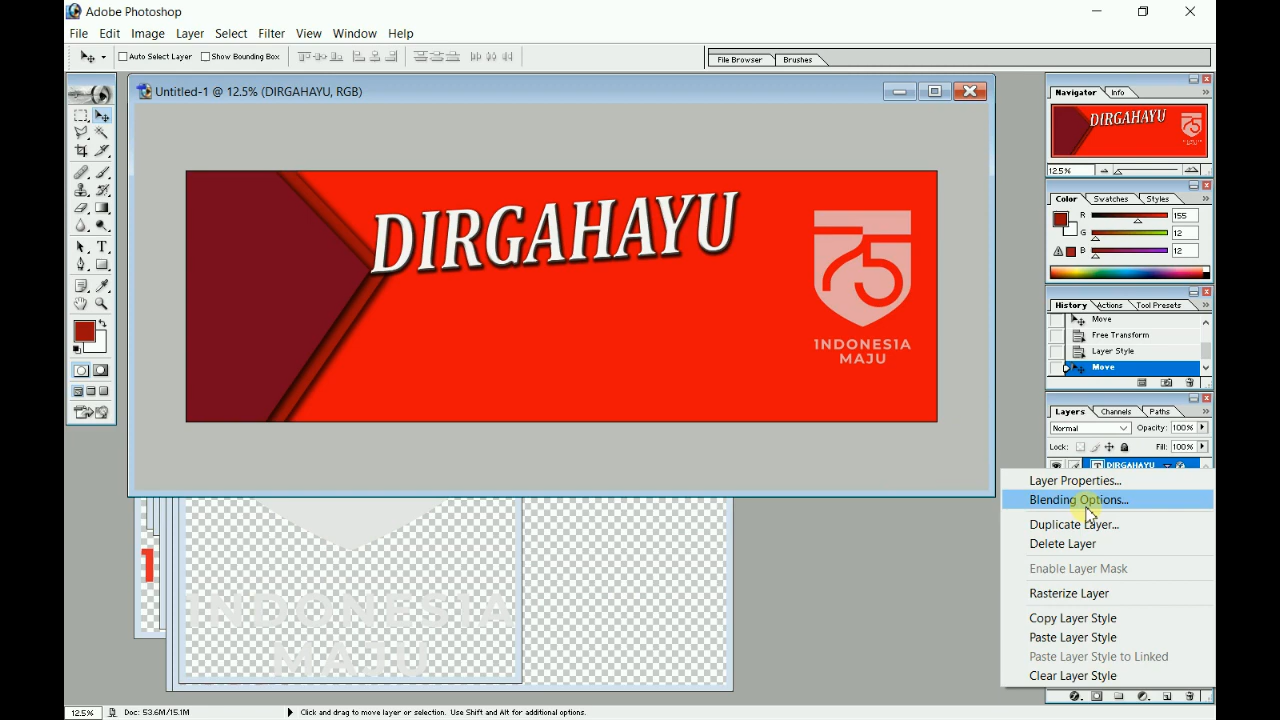 Adobe Photoshop
File Edit Image Layer Select Filter View Window Help
Auto Select Layer Show Bounding Box
File Browser Brushes
Untitled-1 @ 12.5% (DIRGAHAYU, RGB)
DIRGAHAYU
75
1NDONES1A
MAJU
Navigator Info
DIRGAHAYU
12.5%
Color Swatches Styles
R 155
G 12
B 12
History Actions Tool Presets
Move
Free Transform
Layer Style
Move
Layers Channels Paths
Normal Opacity: 100%
Lock: Fill: 100%
T DIRGAHAYU
Layer Properties...
Blending Options...
Duplicate Layer...
Delete Layer
Enable Layer Mask
Rasterize Layer
Copy Layer Style
Paste Layer Style
Paste Layer Style to Linked
Clear Layer Style
1
1NDONES1A
MAJU
12.5% Doc: 53.6M/15.1M Click and drag to move layer or selection. Use Shift and Alt for additional options.